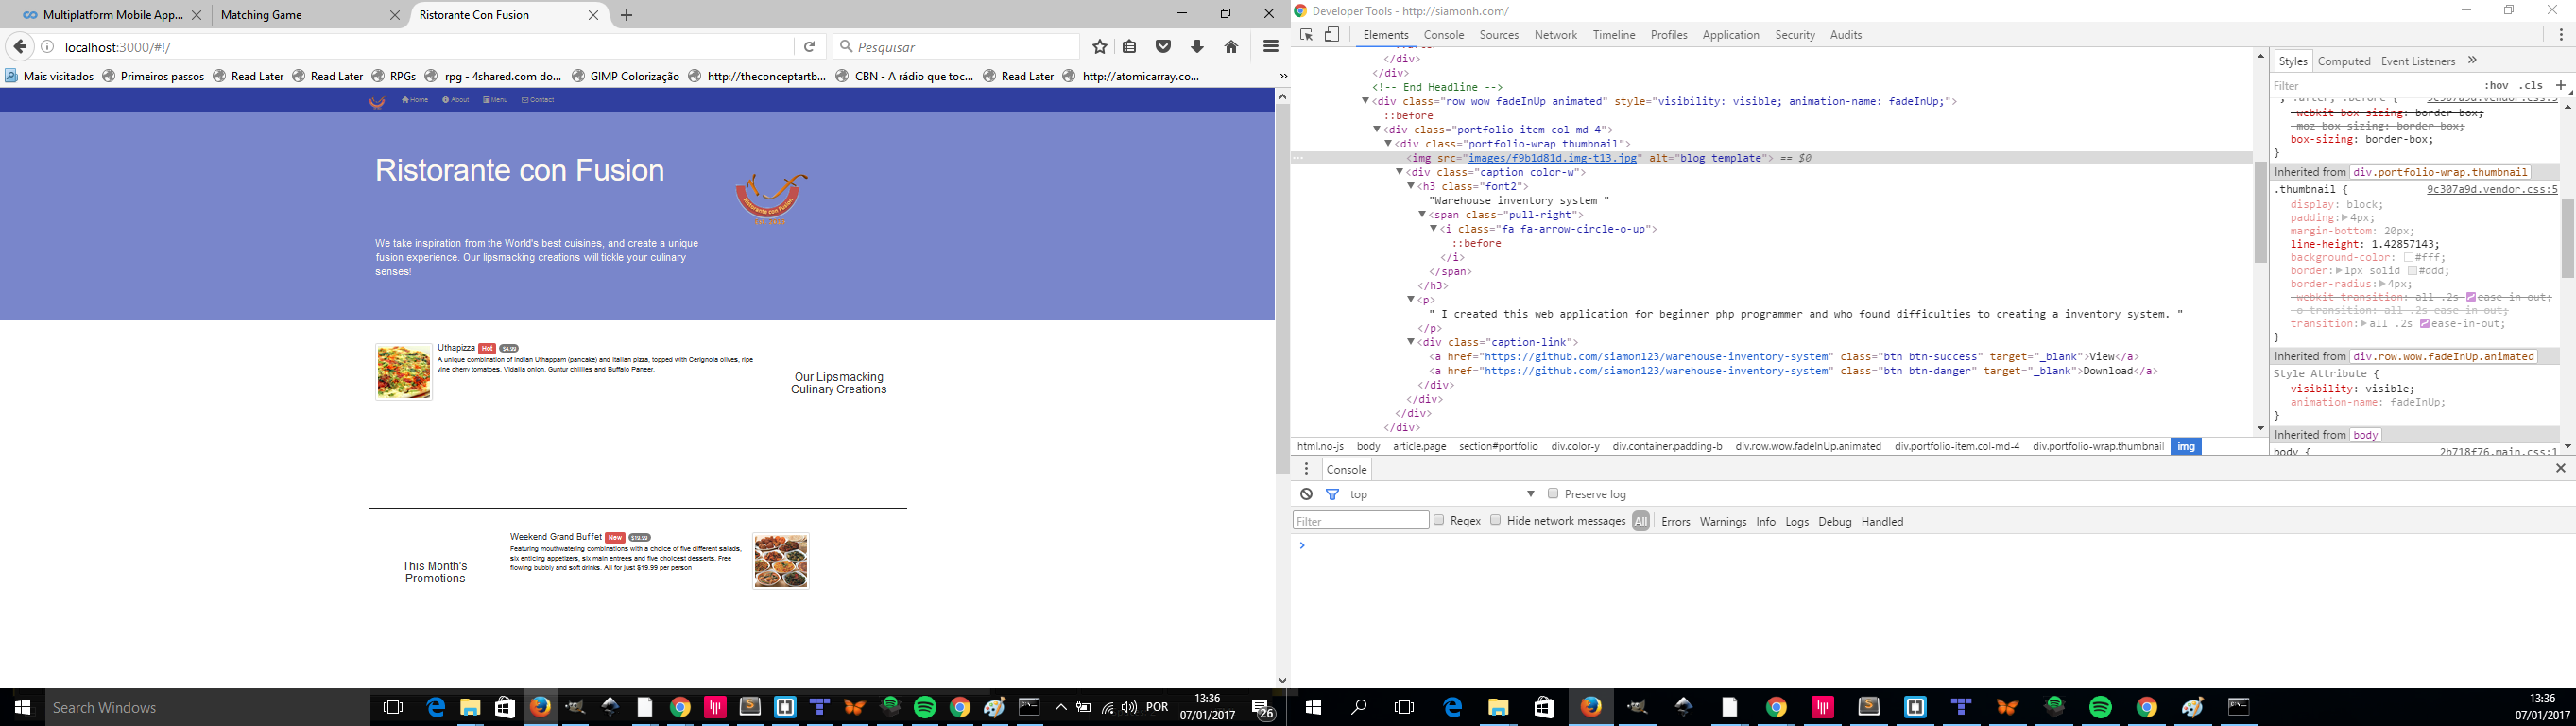 Multiplatform Mobile App...
Matching Game
Ristorante Con Fusion
localhost:3000/#!/
Pesquisar
Mais visitados
Primeiros passos
Read Later
Read Later
RPGs
rpg - 4shared.com do...
GIMP Colorização
http://theconceptartb...
CBN - A rádio que toc...
Read Later
http://atomicarray.co...
»
Home
About
Menu
Contact
Ristorante con Fusion
Ristorante con Fusion
We take inspiration from the World's best cuisines, and create a unique
fusion experience. Our lipsmacking creations will tickle your culinary
senses!
Uthapizza Hot $4.99
A unique combination of Indian Uthappam (pancake) and Italian pizza, topped with Cerignola olives, ripe
vine cherry tomatoes, Vidalia onion, Guntur chillies and Buffalo Paneer.
Our Lipsmacking
Culinary Creations
This Month's
Promotions
Weekend Grand Buffet New $19.99
Featuring mouthwatering combinations with a choice of five different salads,
six enticing appetizers, six main entrees and five choicest desserts. Free
flowing bubbly and soft drinks. All for just $19.99 per person
Search Windows
POR
13:36
07/01/2017
26
Developer Tools - http://siamonh.com/
Elements
Console
Sources
Network
Timeline
Profiles
Application
Security
Audits
</div>
</div>
<!-- End Headline -->
<div class="row wow fadeInUp animated" style="visibility: visible; animation-name: fadeInUp;">
::before
<div class="portfolio-item col-md-4">
<div class="portfolio-wrap thumbnail">
<img src="images/f9b1d81d.img-t13.jpg" alt="blog template"> == $0
<div class="caption color-w">
<h3 class="font2">
"Warehouse inventory system "
<span class="pull-right">
<i class="fa fa-arrow-circle-o-up">
::before
</i>
</span>
</h3>
<p>
" I created this web application for beginner php programmer and who found difficulties to creating a inventory system. "
</p>
<div class="caption-link">
<a href="https://github.com/siamon123/warehouse-inventory-system" class="btn btn-success" target="_blank">View</a>
<a href="https://github.com/siamon123/warehouse-inventory-system" class="btn btn-danger" target="_blank">Download</a>
</div>
</div>
</div>
</div>
html.no-js
body
article.page
section#portfolio
div.color-y
div.container.padding-b
div.row.wow.fadeInUp.animated
div.portfolio-item.col-md-4
div.portfolio-wrap.thumbnail
img
Styles
Computed
Event Listeners
»
Filter
:hov
.cls
+
*, :after, :before {
9c307a9d.vendor.css:5
-webkit-box-sizing: border-box;
-moz-box-sizing: border-box;
box-sizing: border-box;
}
Inherited from div.portfolio-wrap.thumbnail
.thumbnail {
9c307a9d.vendor.css:5
display: block;
padding: 4px;
margin-bottom: 20px;
line-height: 1.42857143;
background-color: #fff;
border: 1px solid #ddd;
border-radius: 4px;
-webkit-transition: all .2s ease-in-out;
-o-transition: all .2s ease-in-out;
transition: all .2s ease-in-out;
}
Inherited from div.row.wow.fadeInUp.animated
Style Attribute {
visibility: visible;
animation-name: fadeInUp;
}
Inherited from body
body {
2b718f76.main.css:1
Console
top
Preserve log
Filter
Regex
Hide network messages
All
Errors
Warnings
Info
Logs
Debug
Handled
13:36
07/01/2017